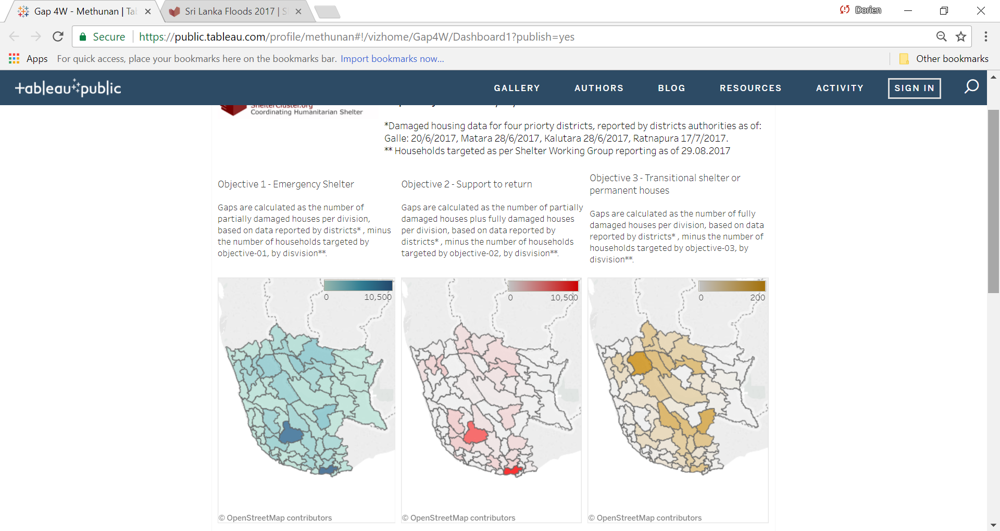 Gap 4W - Methunan | Ta
Sri Lanka Floods 2017 | S
Dorien
Secure
https://public.tableau.com/profile/methunan#!/vizhome/Gap4W/Dashboard1?publish=yes
Apps
For quick access, place your bookmarks here on the bookmarks bar. Import bookmarks now...
Other bookmarks
+ableau public
GALLERY
AUTHORS
BLOG
RESOURCES
ACTIVITY
SIGN IN
ShelterCluster.org
Coordinating Humanitarian Shelter
*Damaged housing data for four priorty districts, reported by districts authorities as of:
Galle: 20/6/2017, Matara 28/6/2017, Kalutara 28/6/2017, Ratnapura 17/7/2017.
** Households targeted as per Shelter Working Group reporting as of 29.08.2017
Objective 1 - Emergency Shelter
Gaps are calculated as the number of
partially damaged houses per division,
based on data reported by districts* , minus
the number of households targeted by
objective-01, by disvision**.
Objective 2 - Support to return
Gaps are calculated as the number of partially
damaged houses plus fully damaged houses
per division, based on data reported by
districts* , minus the number of households
targeted by objective-02, by disvision**.
Objective 3 - Transitional shelter or
permanent houses
Gaps are calculated as the number of fully
damaged houses per division, based on data
reported by districts* , minus the number of
households targeted by objective-03, by
disvision**.
0 10,500
0 10,500
0 200
© OpenStreetMap contributors
© OpenStreetMap contributors
© OpenStreetMap contributors